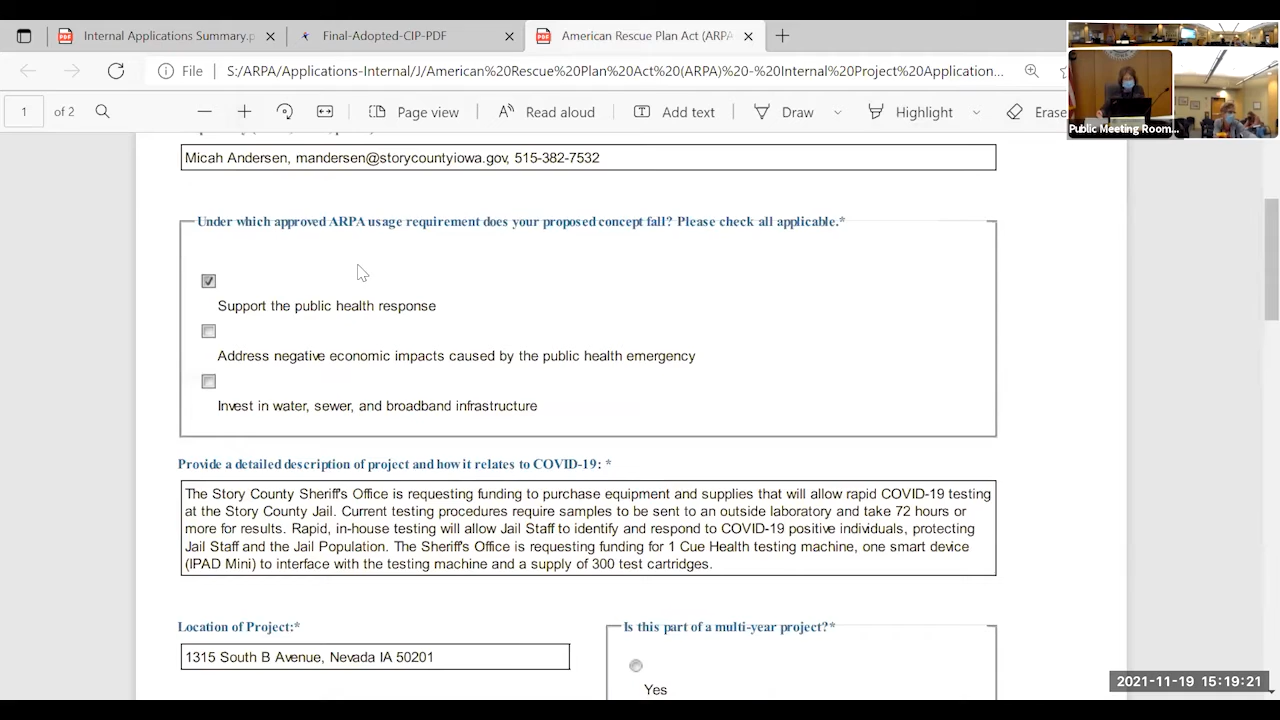 Internal Applications Summary.p
Final-Adopted-CIP-PDF
American Rescue Plan Act (ARPA
File
S:/ARPA/Applications-Internal/J/American%20Rescue%20Plan%20Act%20(ARPA)%20-%20Internal%20Project%20Application...
1 of 2
Page view
Read aloud
Add text
Draw
Highlight
Erase
Public Meeting Room...
Micah Andersen, mandersen@storycountyiowa.gov, 515-382-7532
Under which approved ARPA usage requirement does your proposed concept fall? Please check all applicable.*
Support the public health response
Address negative economic impacts caused by the public health emergency
Invest in water, sewer, and broadband infrastructure
Provide a detailed description of project and how it relates to COVID-19: *
The Story County Sheriff's Office is requesting funding to purchase equipment and supplies that will allow rapid COVID-19 testing
at the Story County Jail. Current testing procedures require samples to be sent to an outside laboratory and take 72 hours or
more for results. Rapid, in-house testing will allow Jail Staff to identify and respond to COVID-19 positive individuals, protecting
Jail Staff and the Jail Population. The Sheriff's Office is requesting funding for 1 Cue Health testing machine, one smart device
(IPAD Mini) to interface with the testing machine and a supply of 300 test cartridges.
Location of Project:*
1315 South B Avenue, Nevada IA 50201
Is this part of a multi-year project?*
Yes
2021-11-19 15:19:21